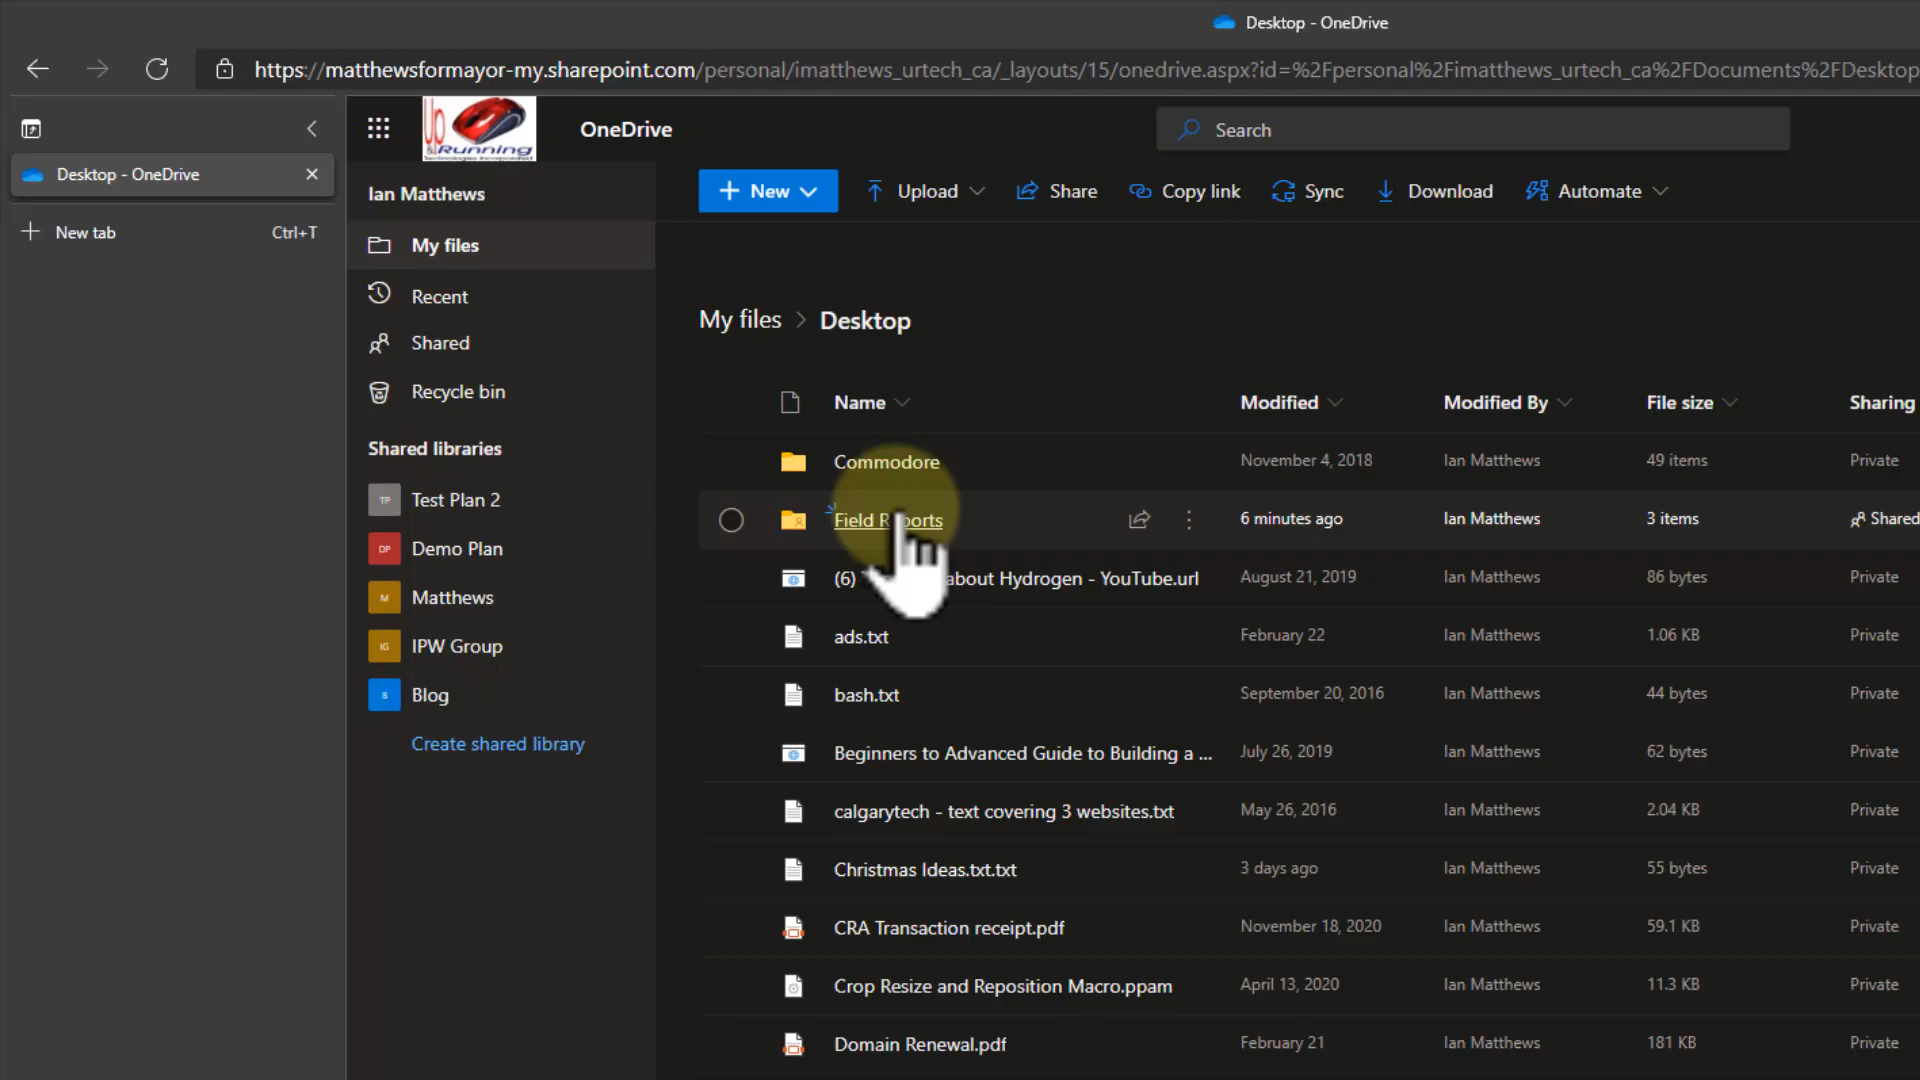 Desktop - OneDrive
https://matthewsformayor-my.sharepoint.com/personal/imatthews_urtech_ca/_layouts/15/onedrive.aspx?id=%2Fpersonal%2Fimatthews_urtech_ca%2FDocuments%2FDesktop
Desktop - OneDrive
New tab Ctrl+T
Up
& Running
Technologies Incorporated
OneDrive
Search
Ian Matthews
My files
Recent
Shared
Recycle bin
Shared libraries
TP Test Plan 2
DP Demo Plan
M Matthews
IG IPW Group
B Blog
Create shared library
New Upload Share Copy link Sync Download Automate
My files > Desktop
Name Modified Modified By File size Sharing
Commodore November 4, 2018 Ian Matthews 49 items Private
Field Reports 6 minutes ago Ian Matthews 3 items Shared
(6) about Hydrogen - YouTube.url August 21, 2019 Ian Matthews 86 bytes Private
ads.txt February 22 Ian Matthews 1.06 KB Private
bash.txt September 20, 2016 Ian Matthews 44 bytes Private
Beginners to Advanced Guide to Building a ... July 26, 2019 Ian Matthews 62 bytes Private
calgarytech - text covering 3 websites.txt May 26, 2016 Ian Matthews 2.04 KB Private
Christmas Ideas.txt.txt 3 days ago Ian Matthews 55 bytes Private
CRA Transaction receipt.pdf November 18, 2020 Ian Matthews 59.1 KB Private
Crop Resize and Reposition Macro.ppam April 13, 2020 Ian Matthews 11.3 KB Private
Domain Renewal.pdf February 21 Ian Matthews 181 KB Private